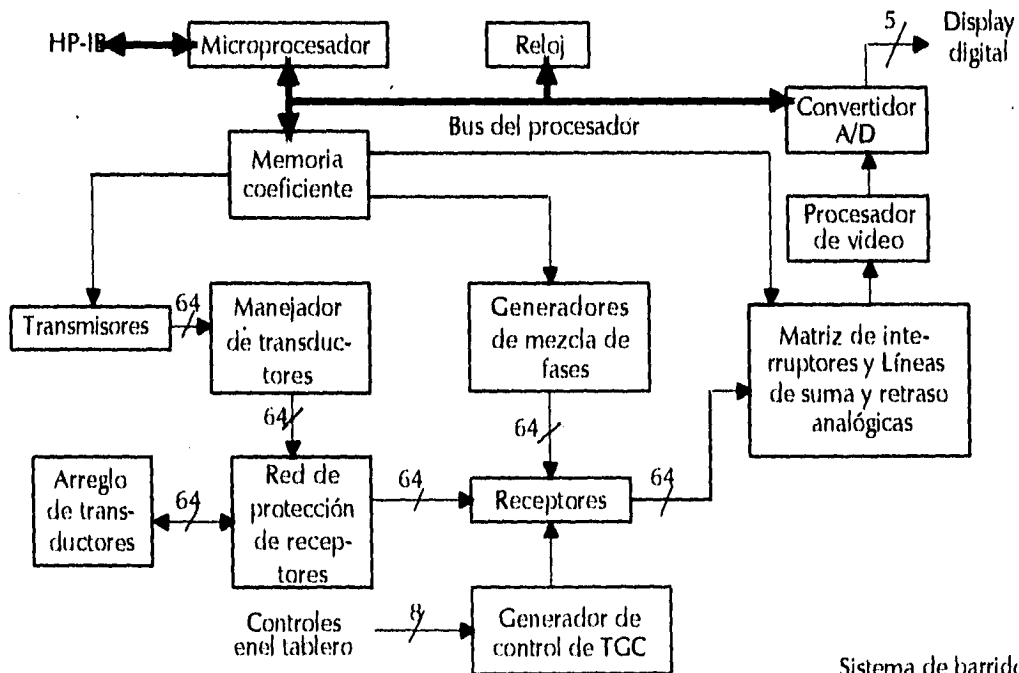 HP-IB
Microprocesador
Reloj
5
Display
digital
Convertidor
A/D
Bus del procesador
Memoria
coeficiente
Procesador
de video
Transmisores
64
Manejador
de transduc-
tores
Generadores
de mezcla de
fases
Matriz de inte-
rruptores y Líneas
de suma y retraso
analógicas
64
64
Arreglo
de trans-
ductores
64
Red de
protección
de recep-
tores
64
Receptores
64
Controles
enel tablero
8
Generador de
control de TGC
Sistema de barrido